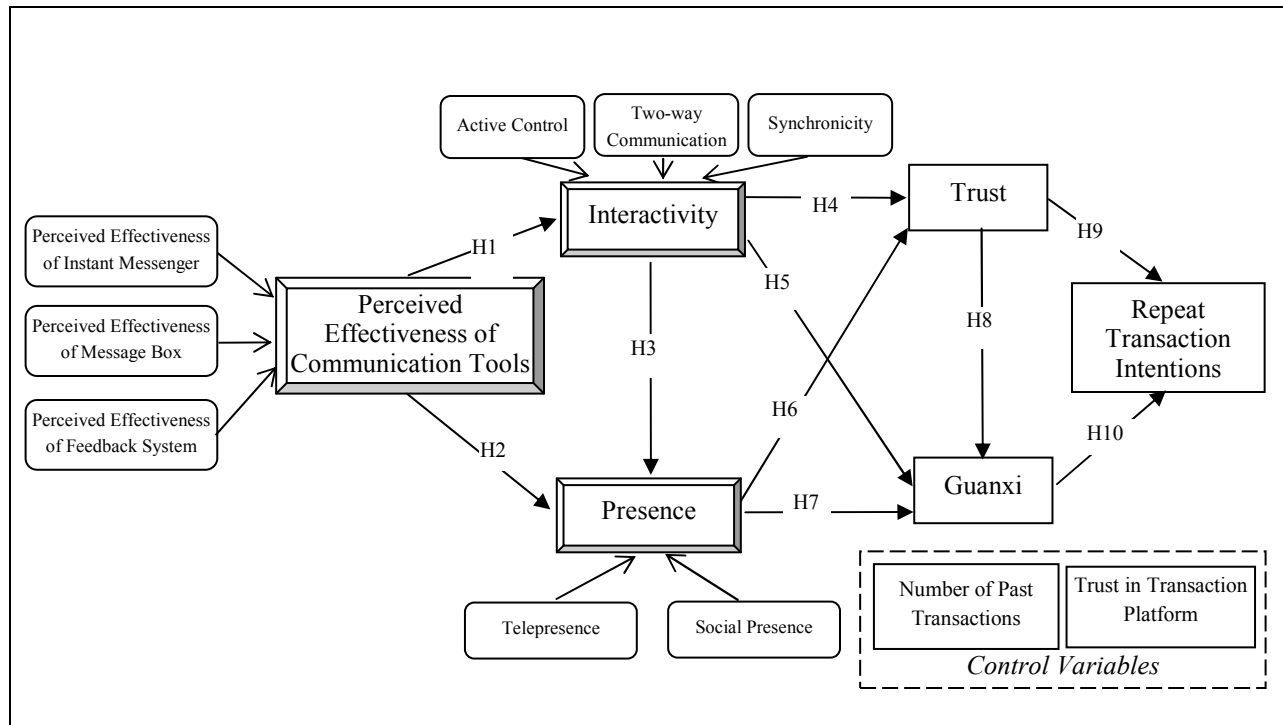 Active Control
Two-way
Communication
Synchronicity
Interactivity
H4
Trust
H9
Perceived Effectiveness
of Instant Messenger
H1
H5
Perceived
Effectiveness of
Communication Tools
Perceived Effectiveness
of Message Box
H3
H8
Repeat
Transaction
Intentions
Perceived Effectiveness
of Feedback System
H2
H6
H10
Presence
H7
Guanxi
Telepresence
Social Presence
Number of Past
Transactions
Trust in Transaction
Platform
Control Variables